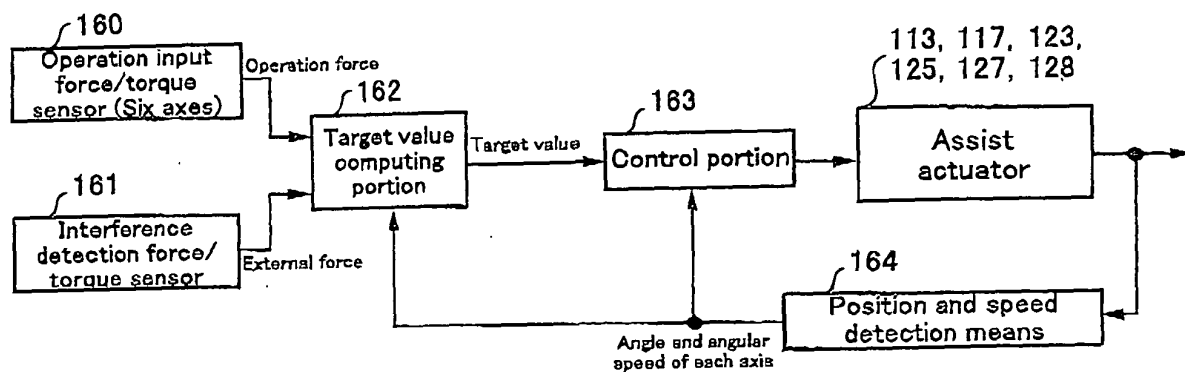 160
Operation input
force/torque
sensor (Six axes)
Operation force
161
Interference
detection force/
torque sensor
External force
162
Target value
computing
portion
Target value
163
Control portion
113, 117, 123,
125, 127, 128
Assist
actuator
164
Position and speed
detection means
Angle and angular
speed of each axis